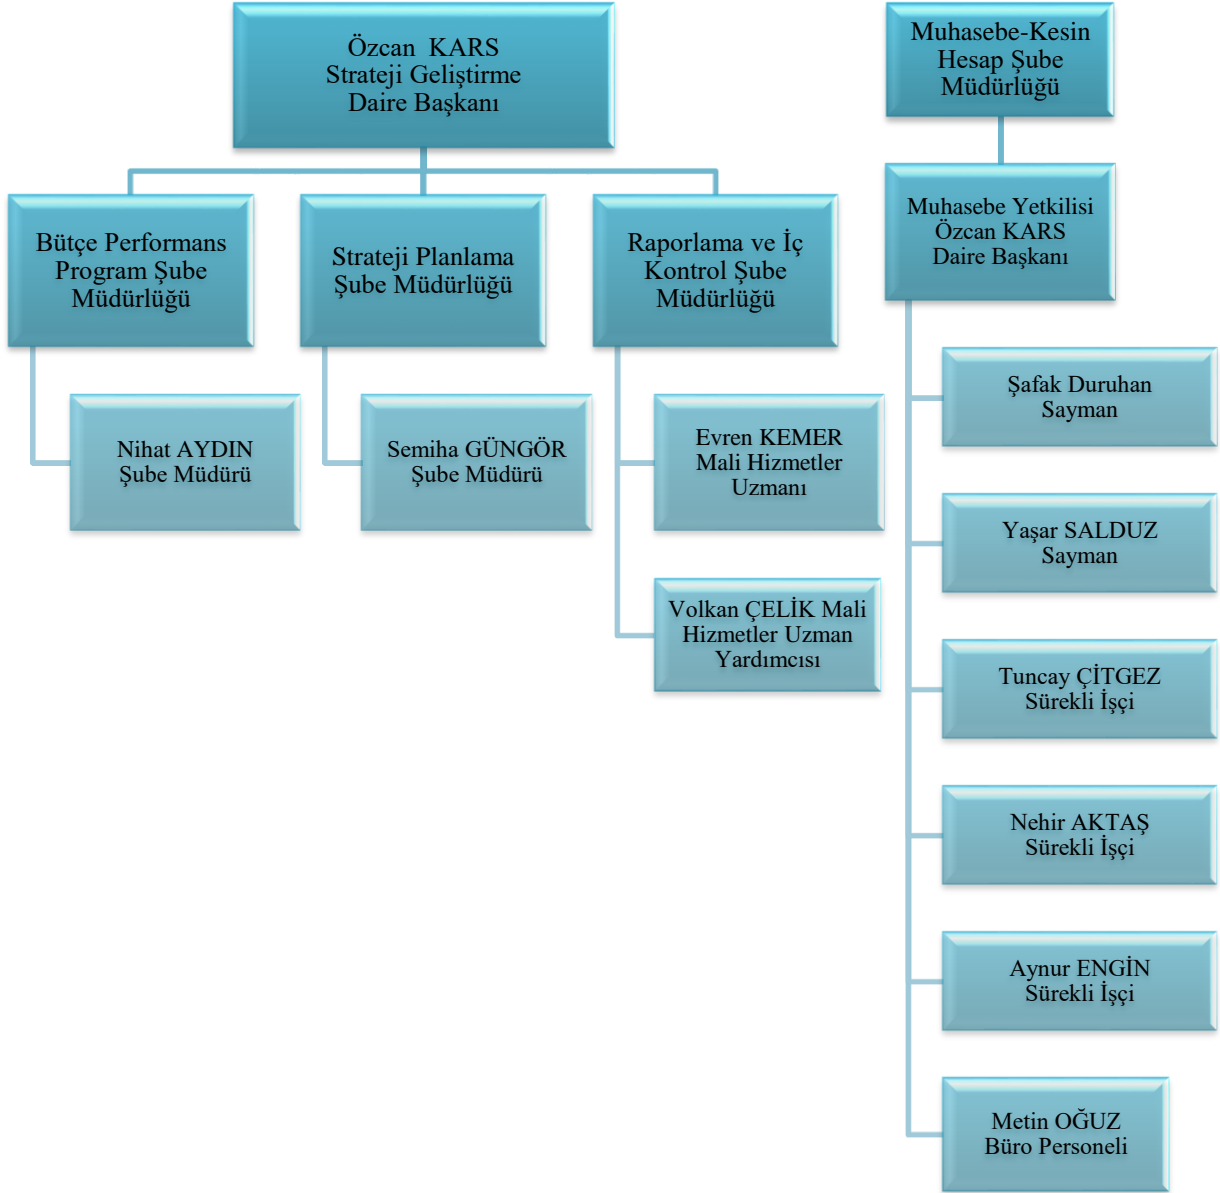 Özcan KARS
Strateji Geliştirme
Daire Başkanı
Bütçe Performans
Program Şube
Müdürlüğü
Nihat AYDIN
Şube Müdürü
Strateji Planlama
Şube Müdürlüğü
Semiha GÜNGÖR
Şube Müdürü
Raporlama ve İç
Kontrol Şube
Müdürlüğü
Evren KEMER
Mali Hizmetler
Uzmanı
Volkan ÇELİK Mali
Hizmetler Uzman
Yardımcısı
Muhasebe-Kesin
Hesap Şube
Müdürlüğü
Muhasebe Yetkilisi
Özcan KARS
Daire Başkanı
Şafak Duruhan
Sayman
Yaşar SALDUZ
Sayman
Tuncay ÇİTGEZ
Sürekli İşçi
Nehir AKTAŞ
Sürekli İşçi
Aynur ENGİN
Sürekli İşçi
Metin OĞUZ
Büro Personeli